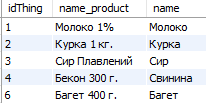 idThing name_product name
1 Молоко 1% Молоко
2 Курка 1 кг. Курка
3 Сир Плавлений Сир
4 Бекон 300 г. Свинина
6 Багет 400 г. Багет